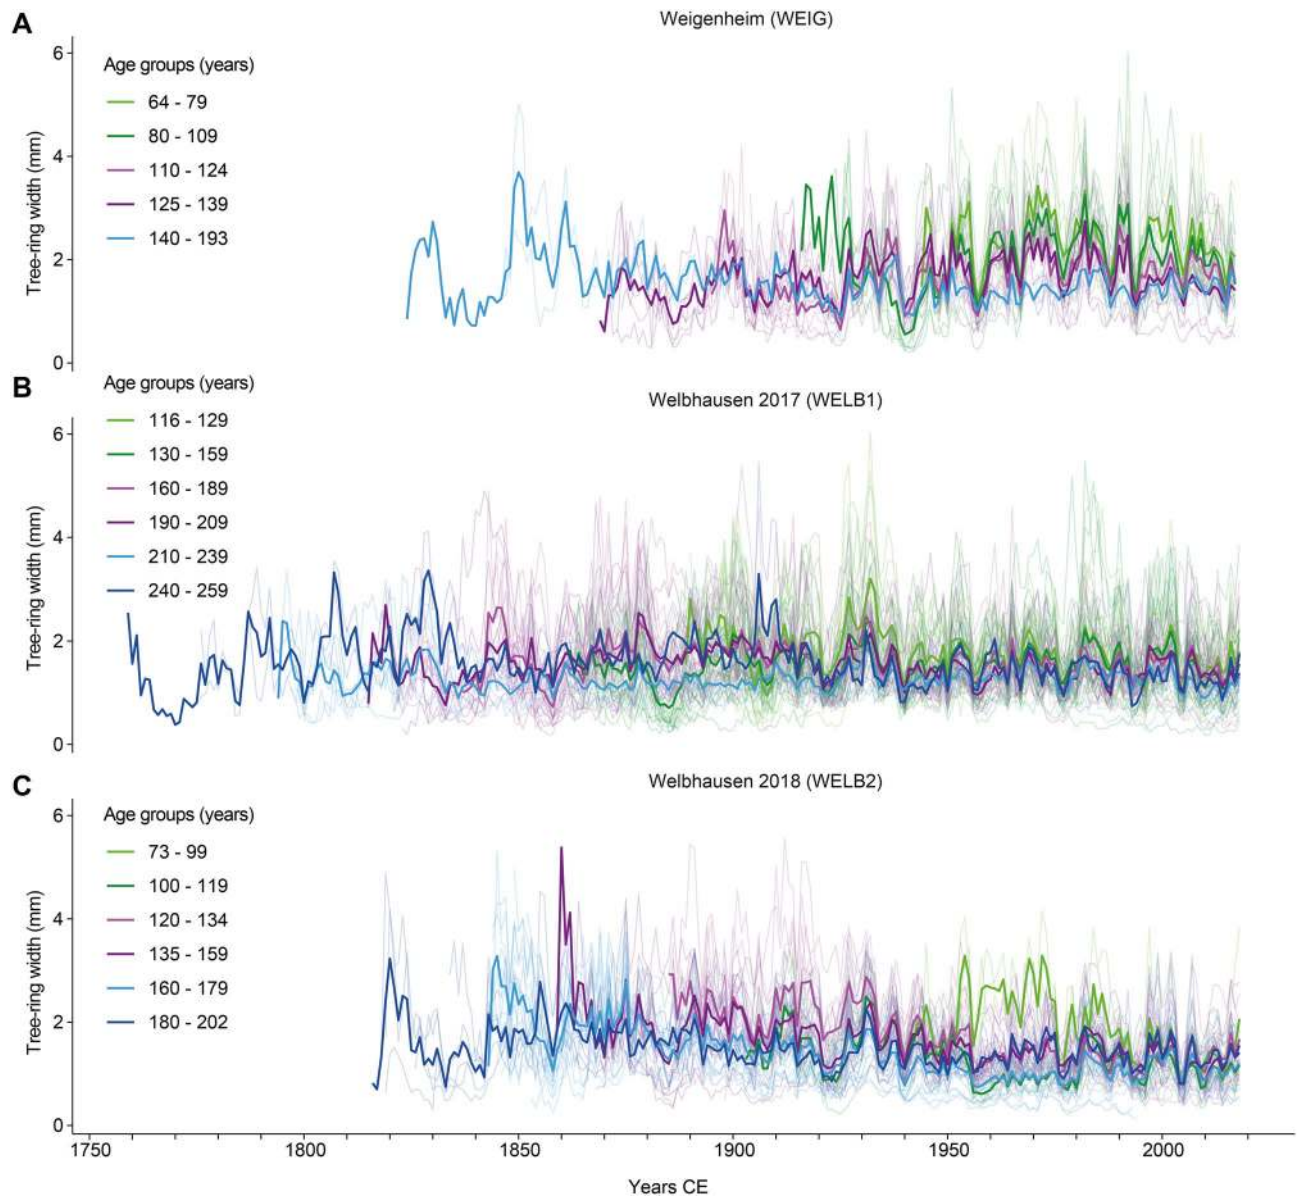 A
Weigenheim (WEIG)
6
4
2
0
Tree-ring width (mm)
Age groups (years)
64 - 79
80 - 109
110 - 124
125 - 139
140 - 193
B
Welbhausen 2017 (WELB1)
6
4
2
0
Tree-ring width (mm)
Age groups (years)
116 - 129
130 - 159
160 - 189
190 - 209
210 - 239
240 - 259
C
Welbhausen 2018 (WELB2)
6
4
2
0
Tree-ring width (mm)
Age groups (years)
73 - 99
100 - 119
120 - 134
135 - 159
160 - 179
180 - 202
1750 1800 1850 1900 1950 2000
Years CE